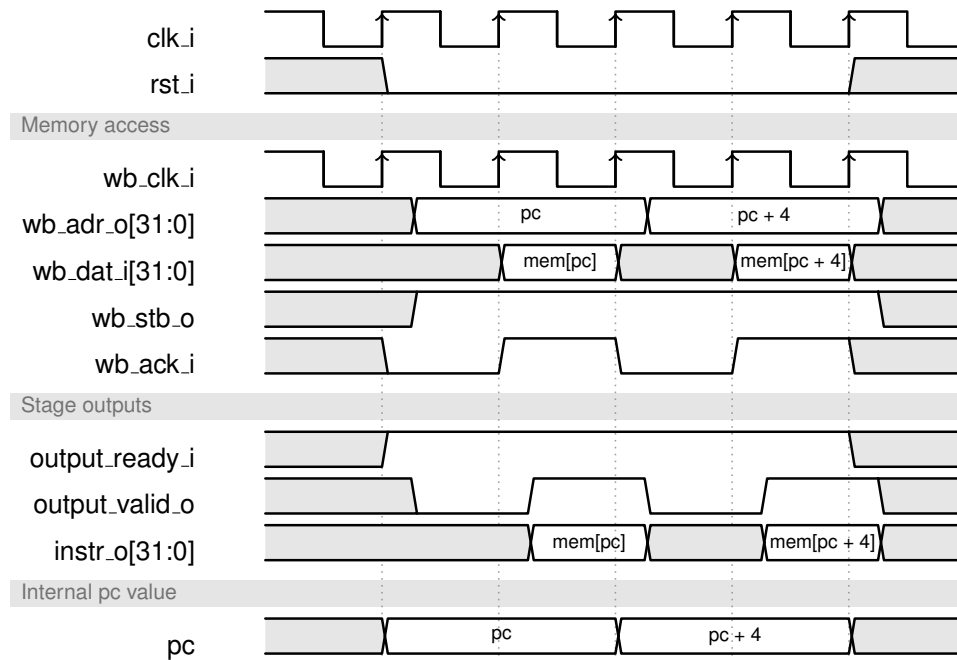 clk_i
rst_i
Memory access
wb_clk_i
wb_adr_o[31:0] pc pc + 4
wb_dat_i[31:0] mem[pc] mem[pc + 4]
wb_stb_o
wb_ack_i
Stage outputs
output_ready_i
output_valid_o
instr_o[31:0] mem[pc] mem[pc + 4]
Internal pc value
pc pc pc + 4